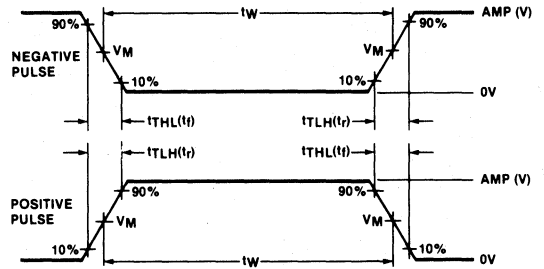 90% tW 90% AMP (V)
NEGATIVE PULSE VM VM
10% 10% 0V
tTHL(tf) tTLH(tr)
tTLH(tr) tTHL(tf)
POSITIVE PULSE 90% 90% AMP (V)
VM VM
10% tW 10% 0V